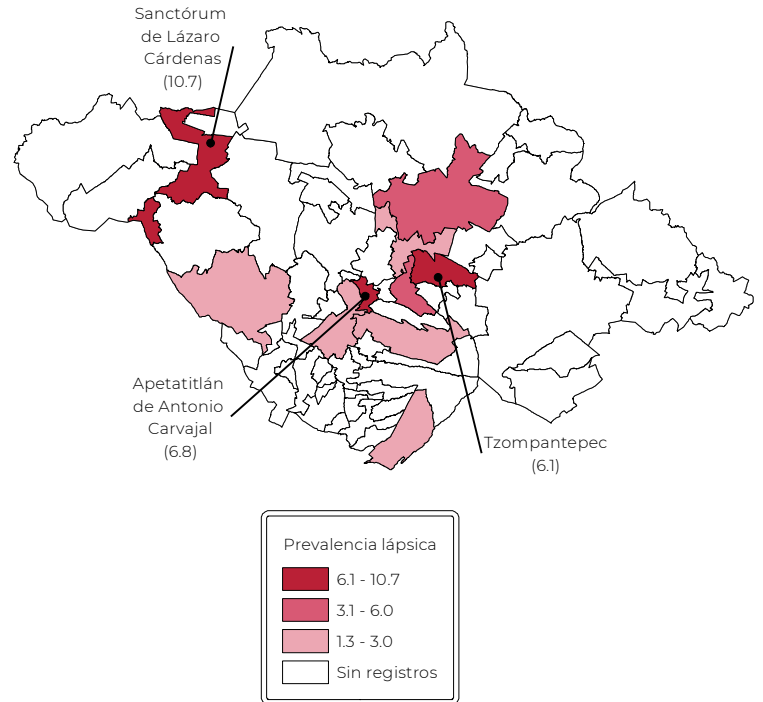 Sanctórum
de Lázaro
Cárdenas
(10.7)
Apetatitlán
de Antonio
Carvajal
(6.8)
Tzompantepec
(6.1)
Prevalencia lápsica
6.1 - 10.7
3.1 - 6.0
1.3 - 3.0
Sin registros